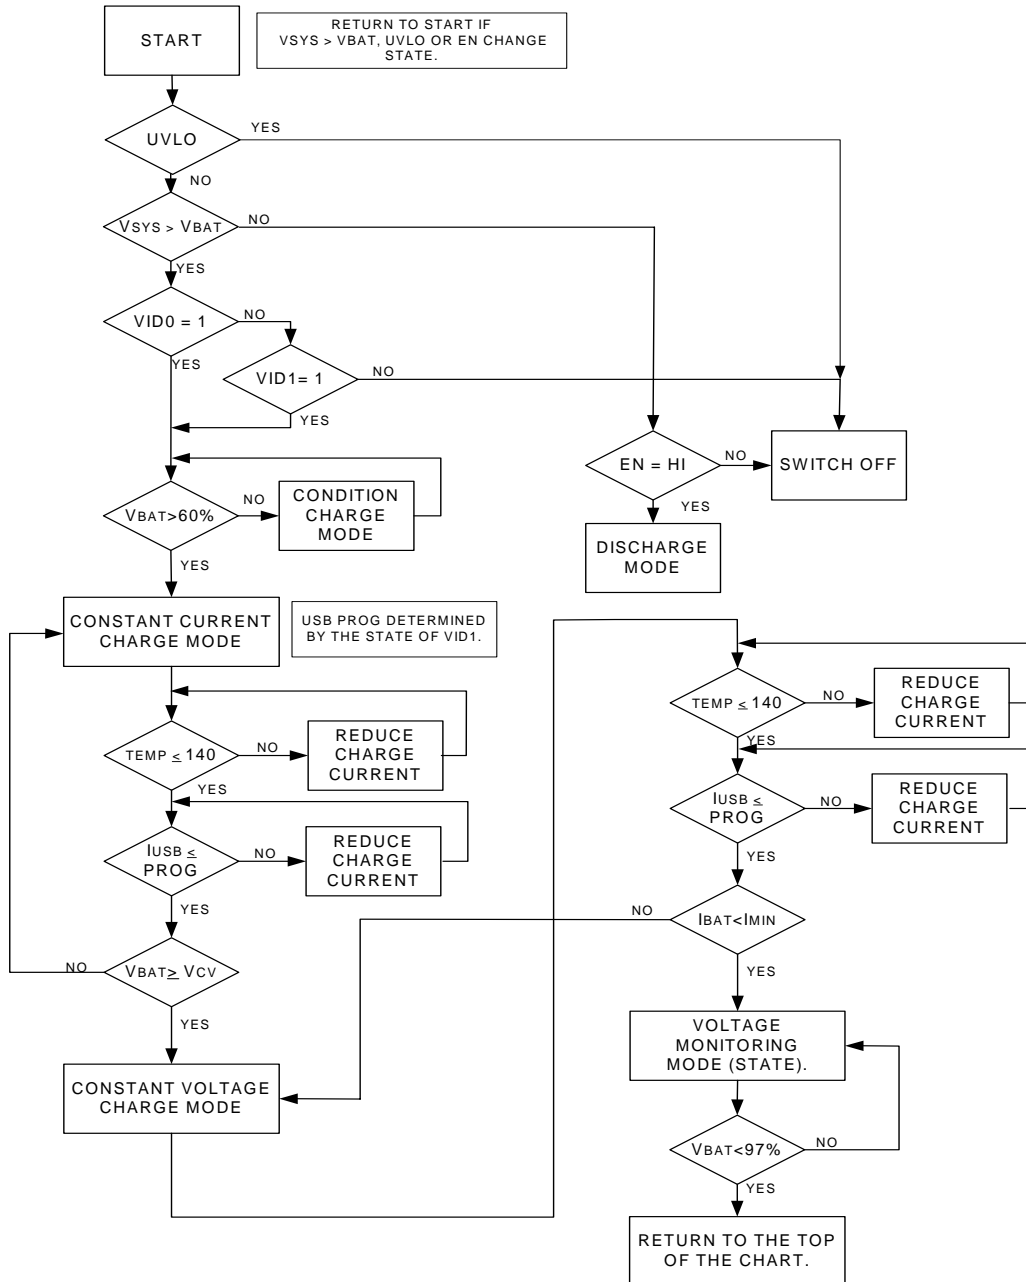 START
RETURN TO START IF
VSYS > VBAT, UVLO OR EN CHANGE
STATE.
UVLO
YES
NO
VSYS > VBAT
NO
YES
VID0 = 1
NO
YES
VID1= 1
NO
YES
EN = HI
NO
SWITCH OFF
YES
DISCHARGE
MODE
VBAT>60%
NO
CONDITION
CHARGE
MODE
YES
CONSTANT CURRENT
CHARGE MODE
USB PROG DETERMINED
BY THE STATE OF VID1.
TEMP ≤ 140
NO
REDUCE
CHARGE
CURRENT
YES
IUSB ≤
PROG
NO
REDUCE
CHARGE
CURRENT
YES
VBAT ≥ VCV
NO
YES
CONSTANT VOLTAGE
CHARGE MODE
TEMP ≤ 140
NO
REDUCE
CHARGE
CURRENT
YES
IUSB ≤
PROG
NO
REDUCE
CHARGE
CURRENT
YES
IBAT<IMIN
NO
YES
VOLTAGE
MONITORING
MODE (STATE).
VBAT<97%
NO
YES
RETURN TO THE TOP
OF THE CHART.